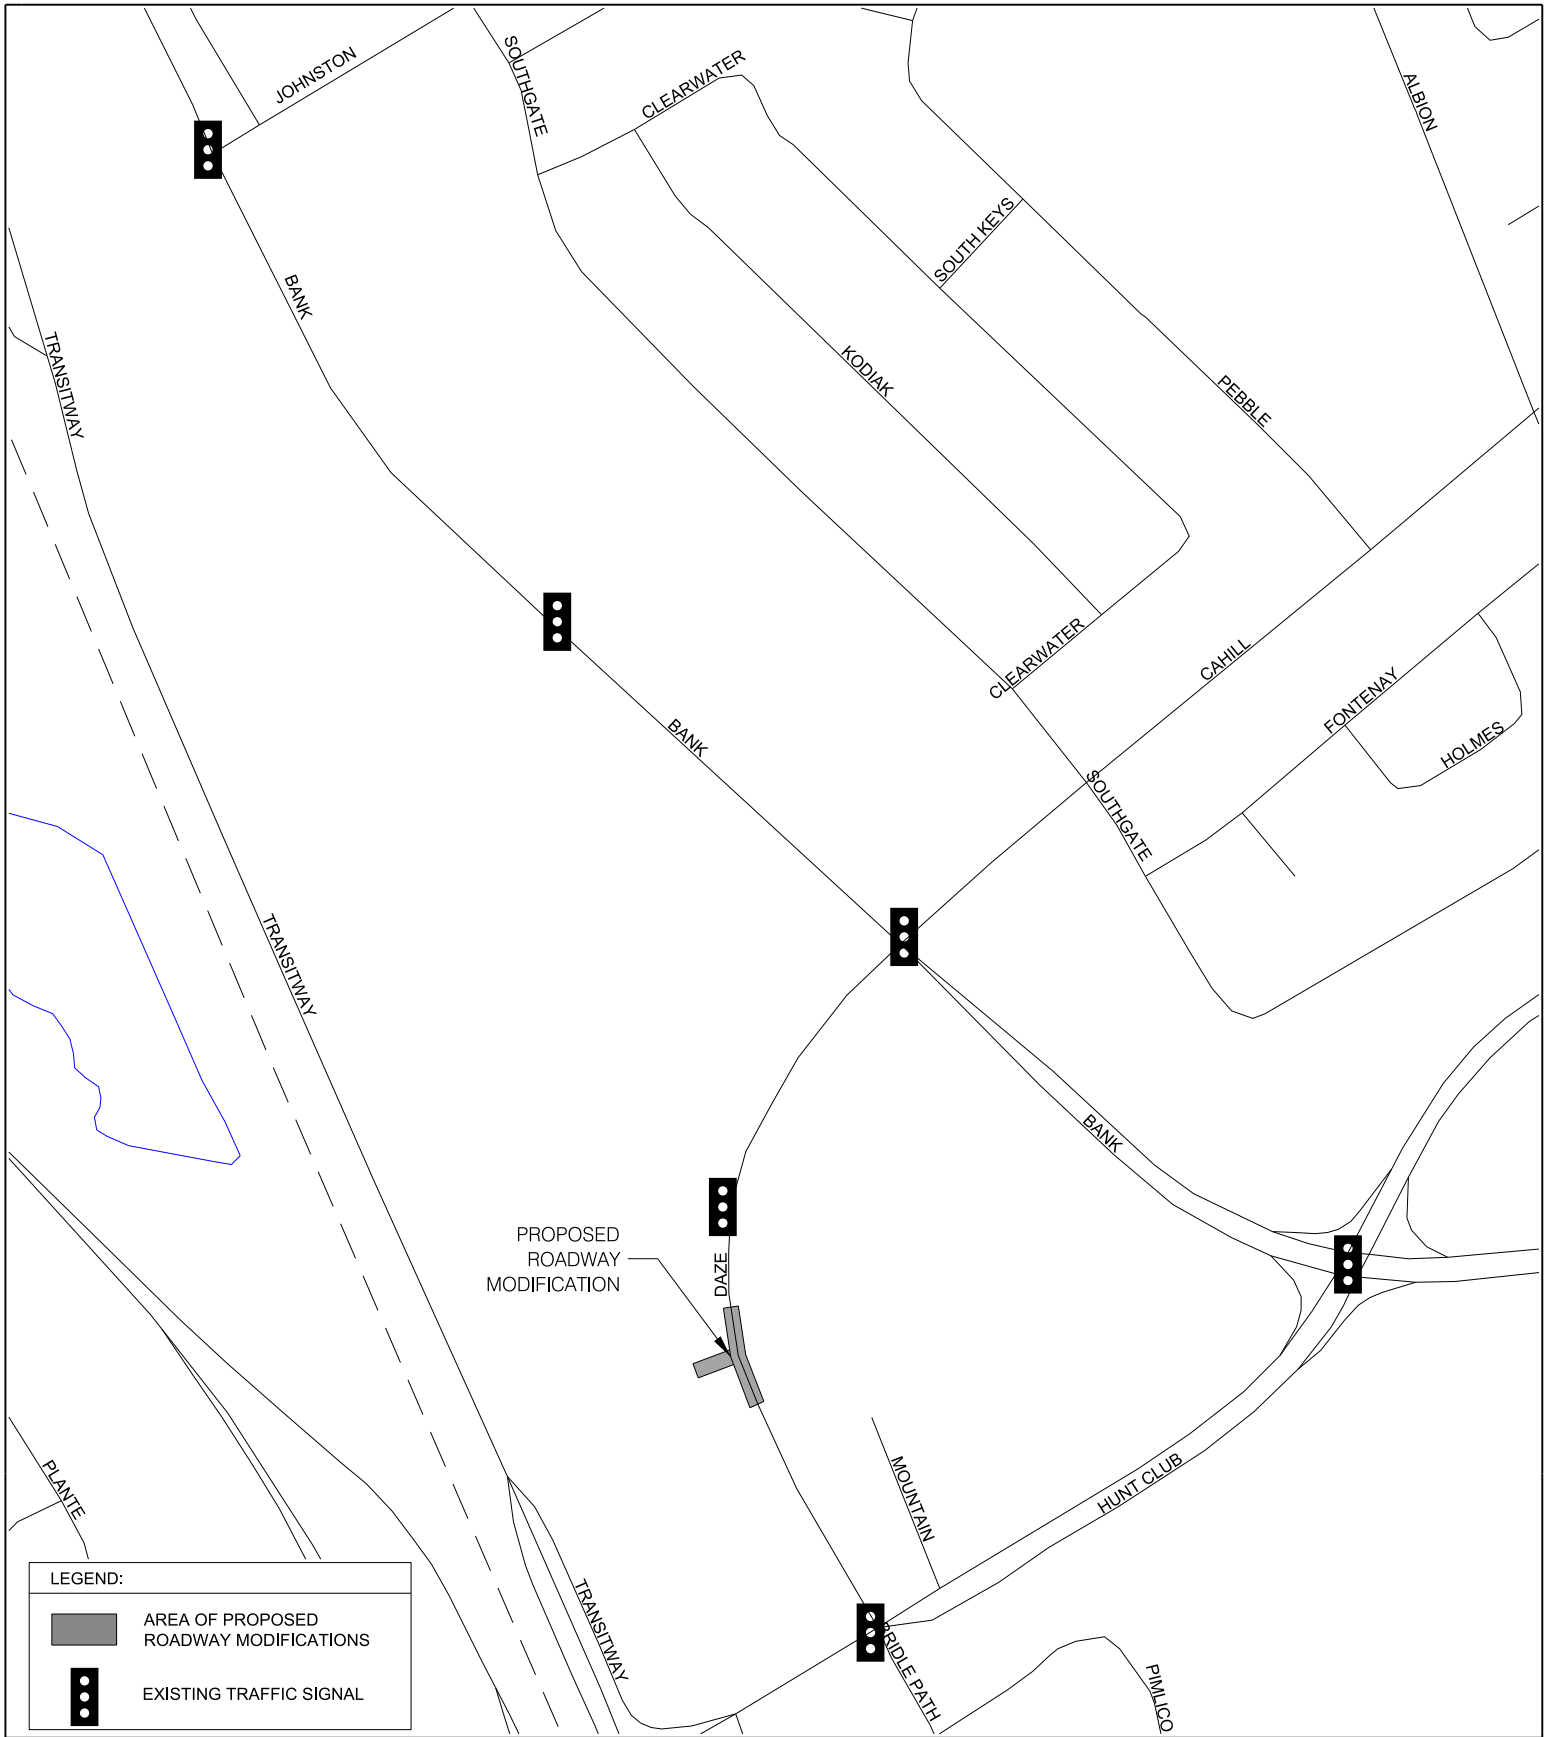 JOHNSTON
SOUTHGATE
CLEARWATER
ALBION
SOUTH KEYS
BANK
TRANSITWAY
KODIAK
PEBBLE
CLEARWATER
CAHILL
FONTENAY
HOLMES
BANK
SOUTHGATE
TRANSITWAY
BANK
PROPOSED
ROADWAY
MODIFICATION
DAZE
MOUNTAIN
HUNT CLUB
PLANTE
TRANSITWAY
BRIDLE PATH
PIMLICO
LEGEND:
AREA OF PROPOSED
ROADWAY MODIFICATIONS
EXISTING TRAFFIC SIGNAL